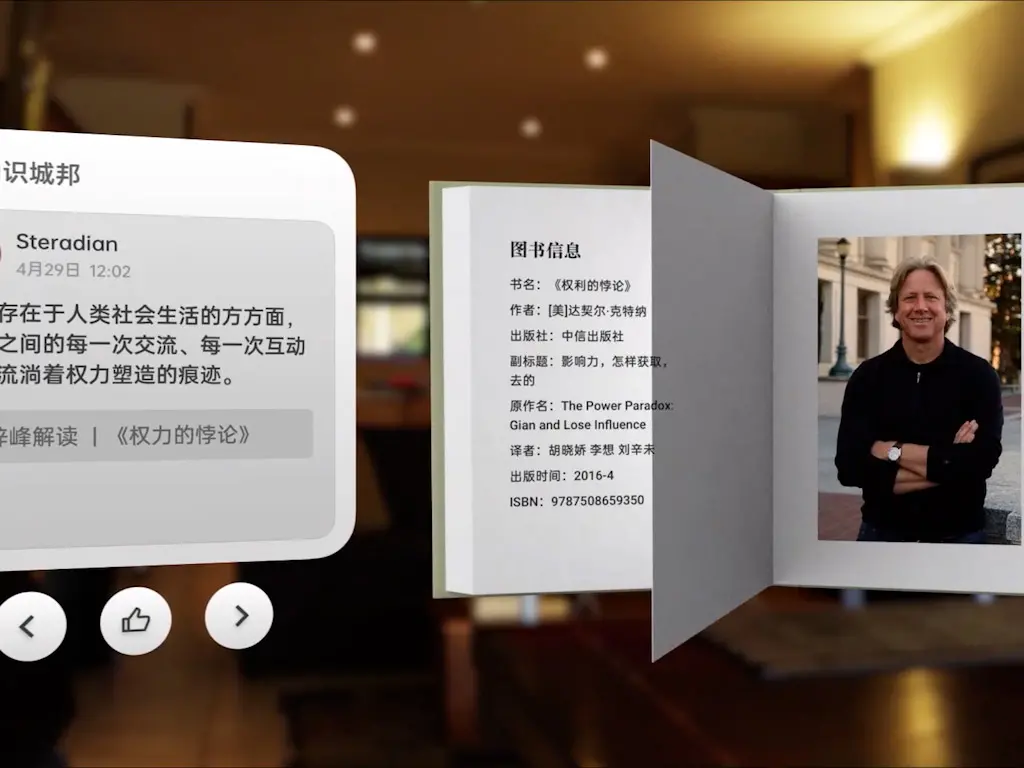 识城邦
Steradian
4月29日 12:02
存在于人类社会生活的方方面，
之间的每一次交流、每一次互动
流淌着权力塑造的痕迹。
峰解读 | 《权力的悖论》
图书信息
书名：《权利的悖论》
作者：[美]达契尔·克特纳
出版社：中信出版社
副标题：影响力，怎样获取，
去的
原作名：The Power Paradox:
Gian and Lose Influence
译者：胡晓娇 李想 刘辛未
出版时间：2016-4
ISBN：9787508659350